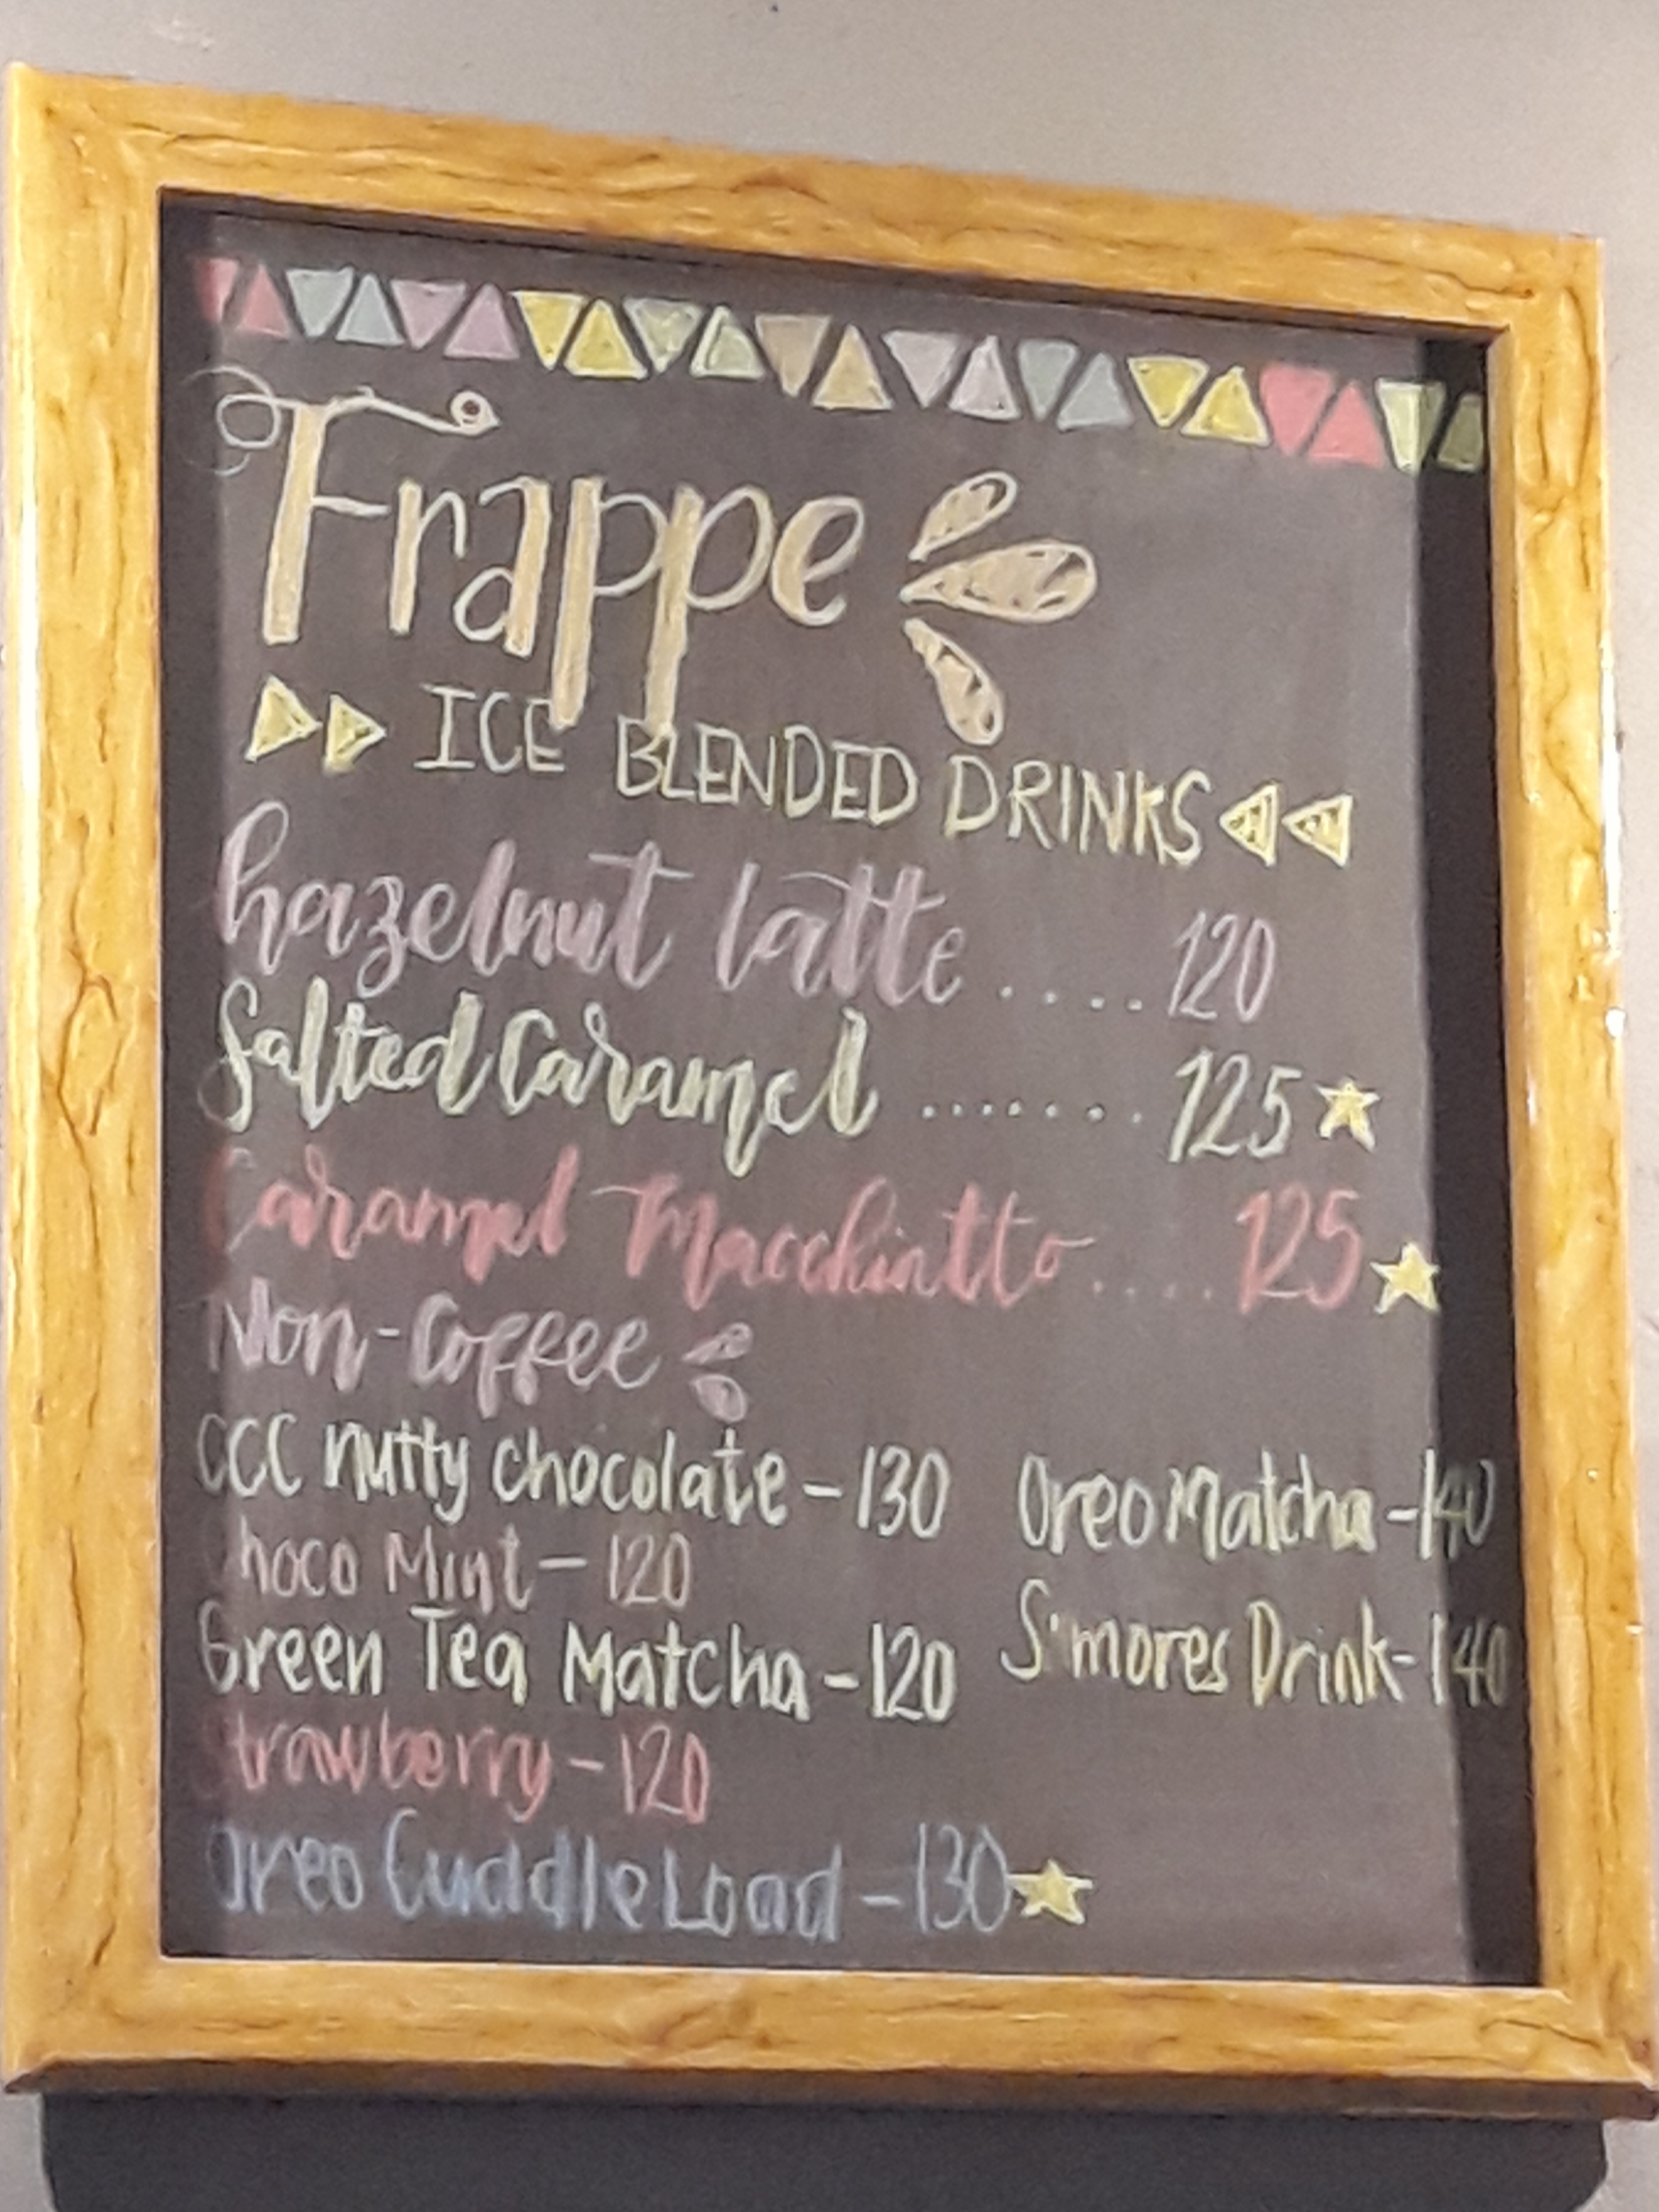 Frappe
ICE BLENDED DRINKS
hazelnut latte .... 120
Salted Caramel ....... 125
Caramel Macchiatto .... 125
Non-Coffee
CCC nutty chocolate - 130
Choco Mint - 120
Green Tea Matcha - 120
Strawberry - 120
Oreo Cuddle Load - 130
Oreo Matcha - 140
S'mores Drink - 140